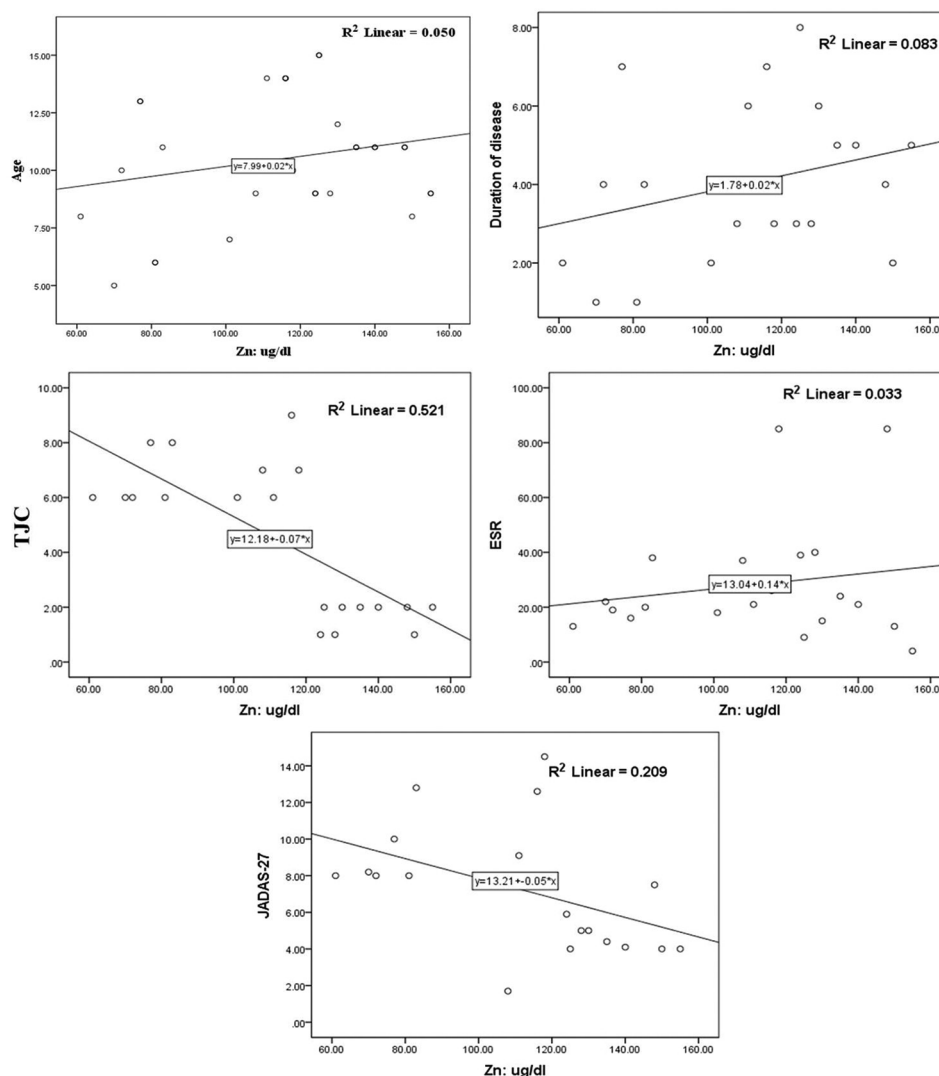 R² Linear = 0.050
15.00
12.50
10.00
7.50
5.00
Age
y=7.99+0.02*x
60.00 80.00 100.00 120.00 140.00 160.00
Zn: ug/dl
R² Linear = 0.083
8.00
6.00
4.00
2.00
Duration of disease
y=1.78+0.02*x
60.00 80.00 100.00 120.00 140.00 160.00
Zn: ug/dl
R² Linear = 0.521
10.00
8.00
6.00
4.00
2.00
.00
TJC
y=12.18+-0.07*x
60.00 80.00 100.00 120.00 140.00 160.00
Zn: ug/dl
R² Linear = 0.033
100.00
80.00
60.00
40.00
20.00
.00
ESR
y=13.04+0.14*x
60.00 80.00 100.00 120.00 140.00 160.00
Zn: ug/dl
R² Linear = 0.209
14.00
12.00
10.00
8.00
6.00
4.00
2.00
.00
JADAS-27
y=13.21+-0.05*x
60.00 80.00 100.00 120.00 140.00 160.00
Zn: ug/dl